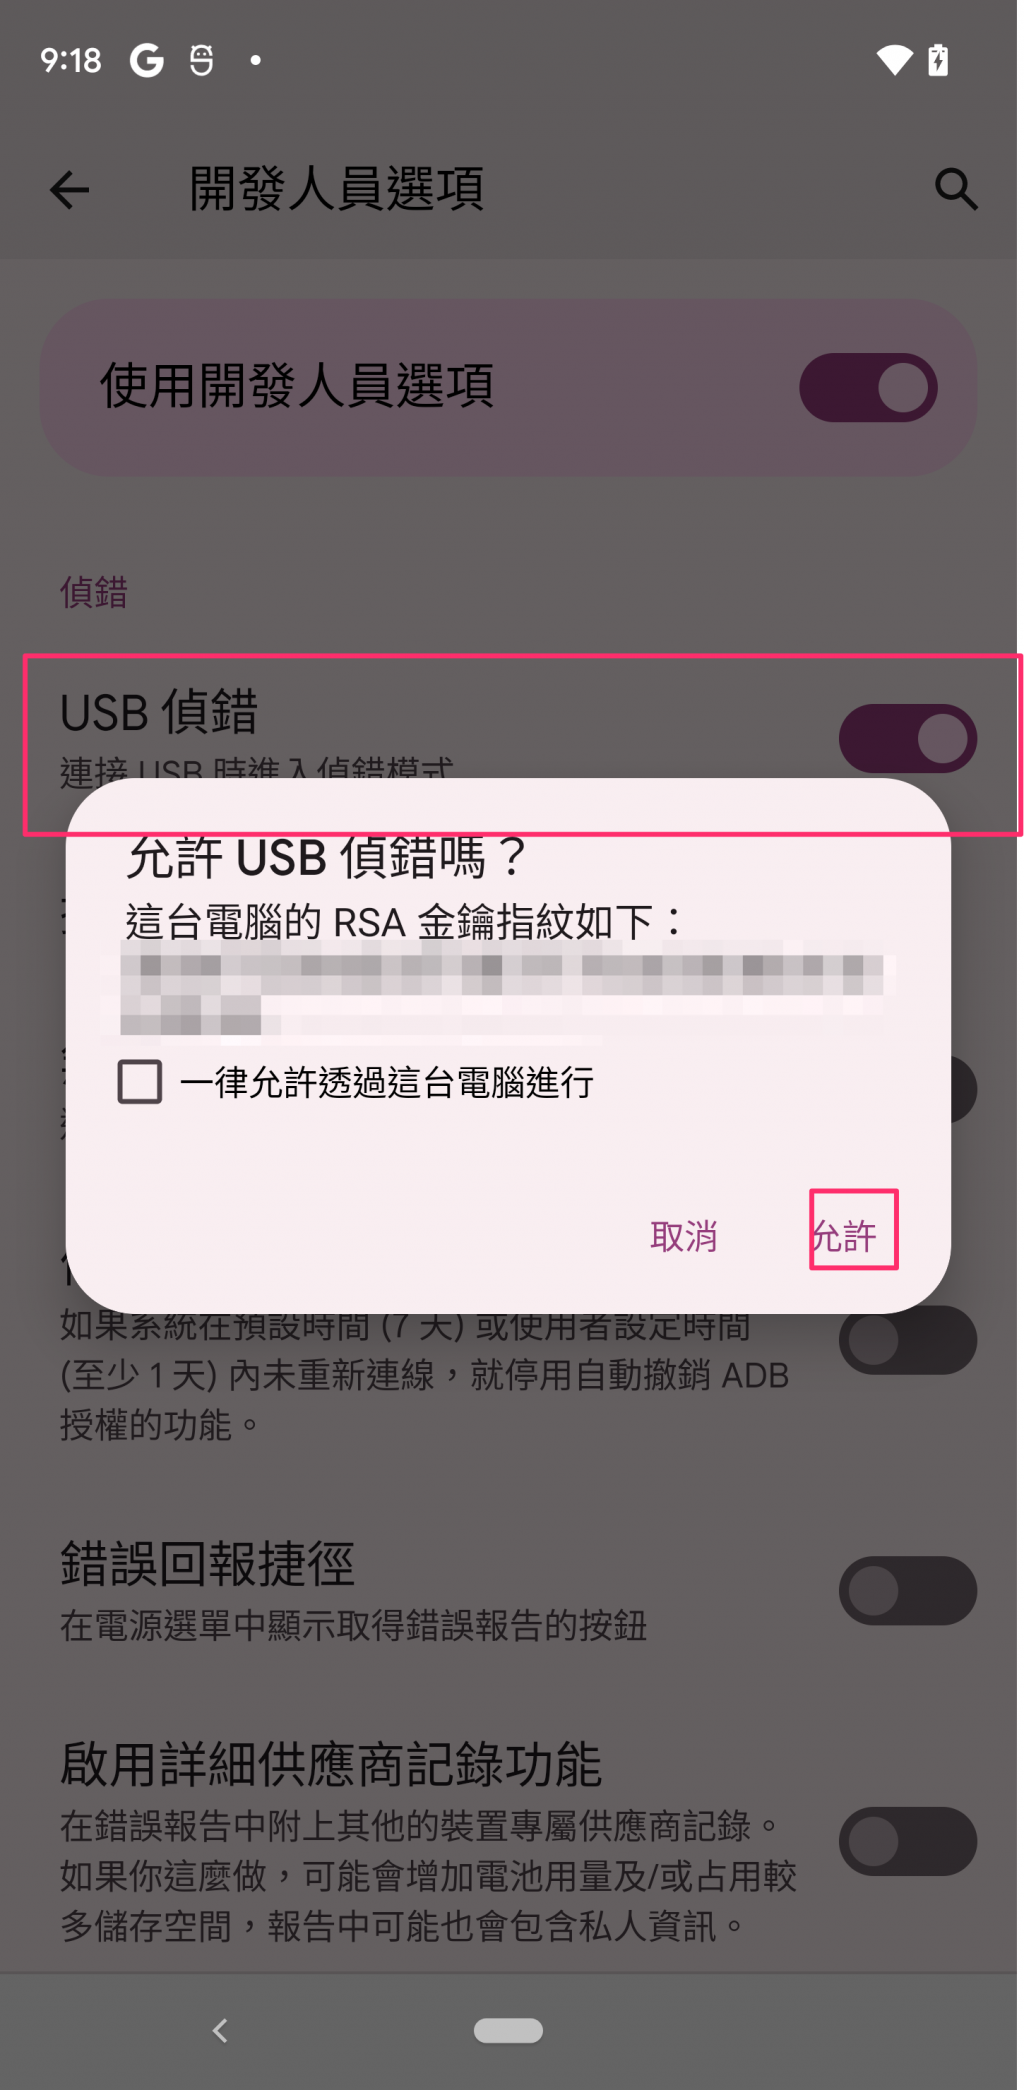 9:18
開發人員選項
使用開發人員選項
偵錯
USB 偵錯
連接 USB 時進入偵錯模式
允許 USB 偵錯嗎？
這台電腦的 RSA 金鑰指紋如下：
一律允許透過這台電腦進行
取消
允許
如果系統在預設時間 (7 天) 或使用者設定時間
(至少 1 天) 內未重新連線，就停用自動撤銷 ADB
授權的功能。
錯誤回報捷徑
在電源選單中顯示取得錯誤報告的按鈕
啟用詳細供應商記錄功能
在錯誤報告中附上其他的裝置專屬供應商記錄。
如果你這麼做，可能會增加電池用量及/或占用較
多儲存空間，報告中可能也會包含私人資訊。